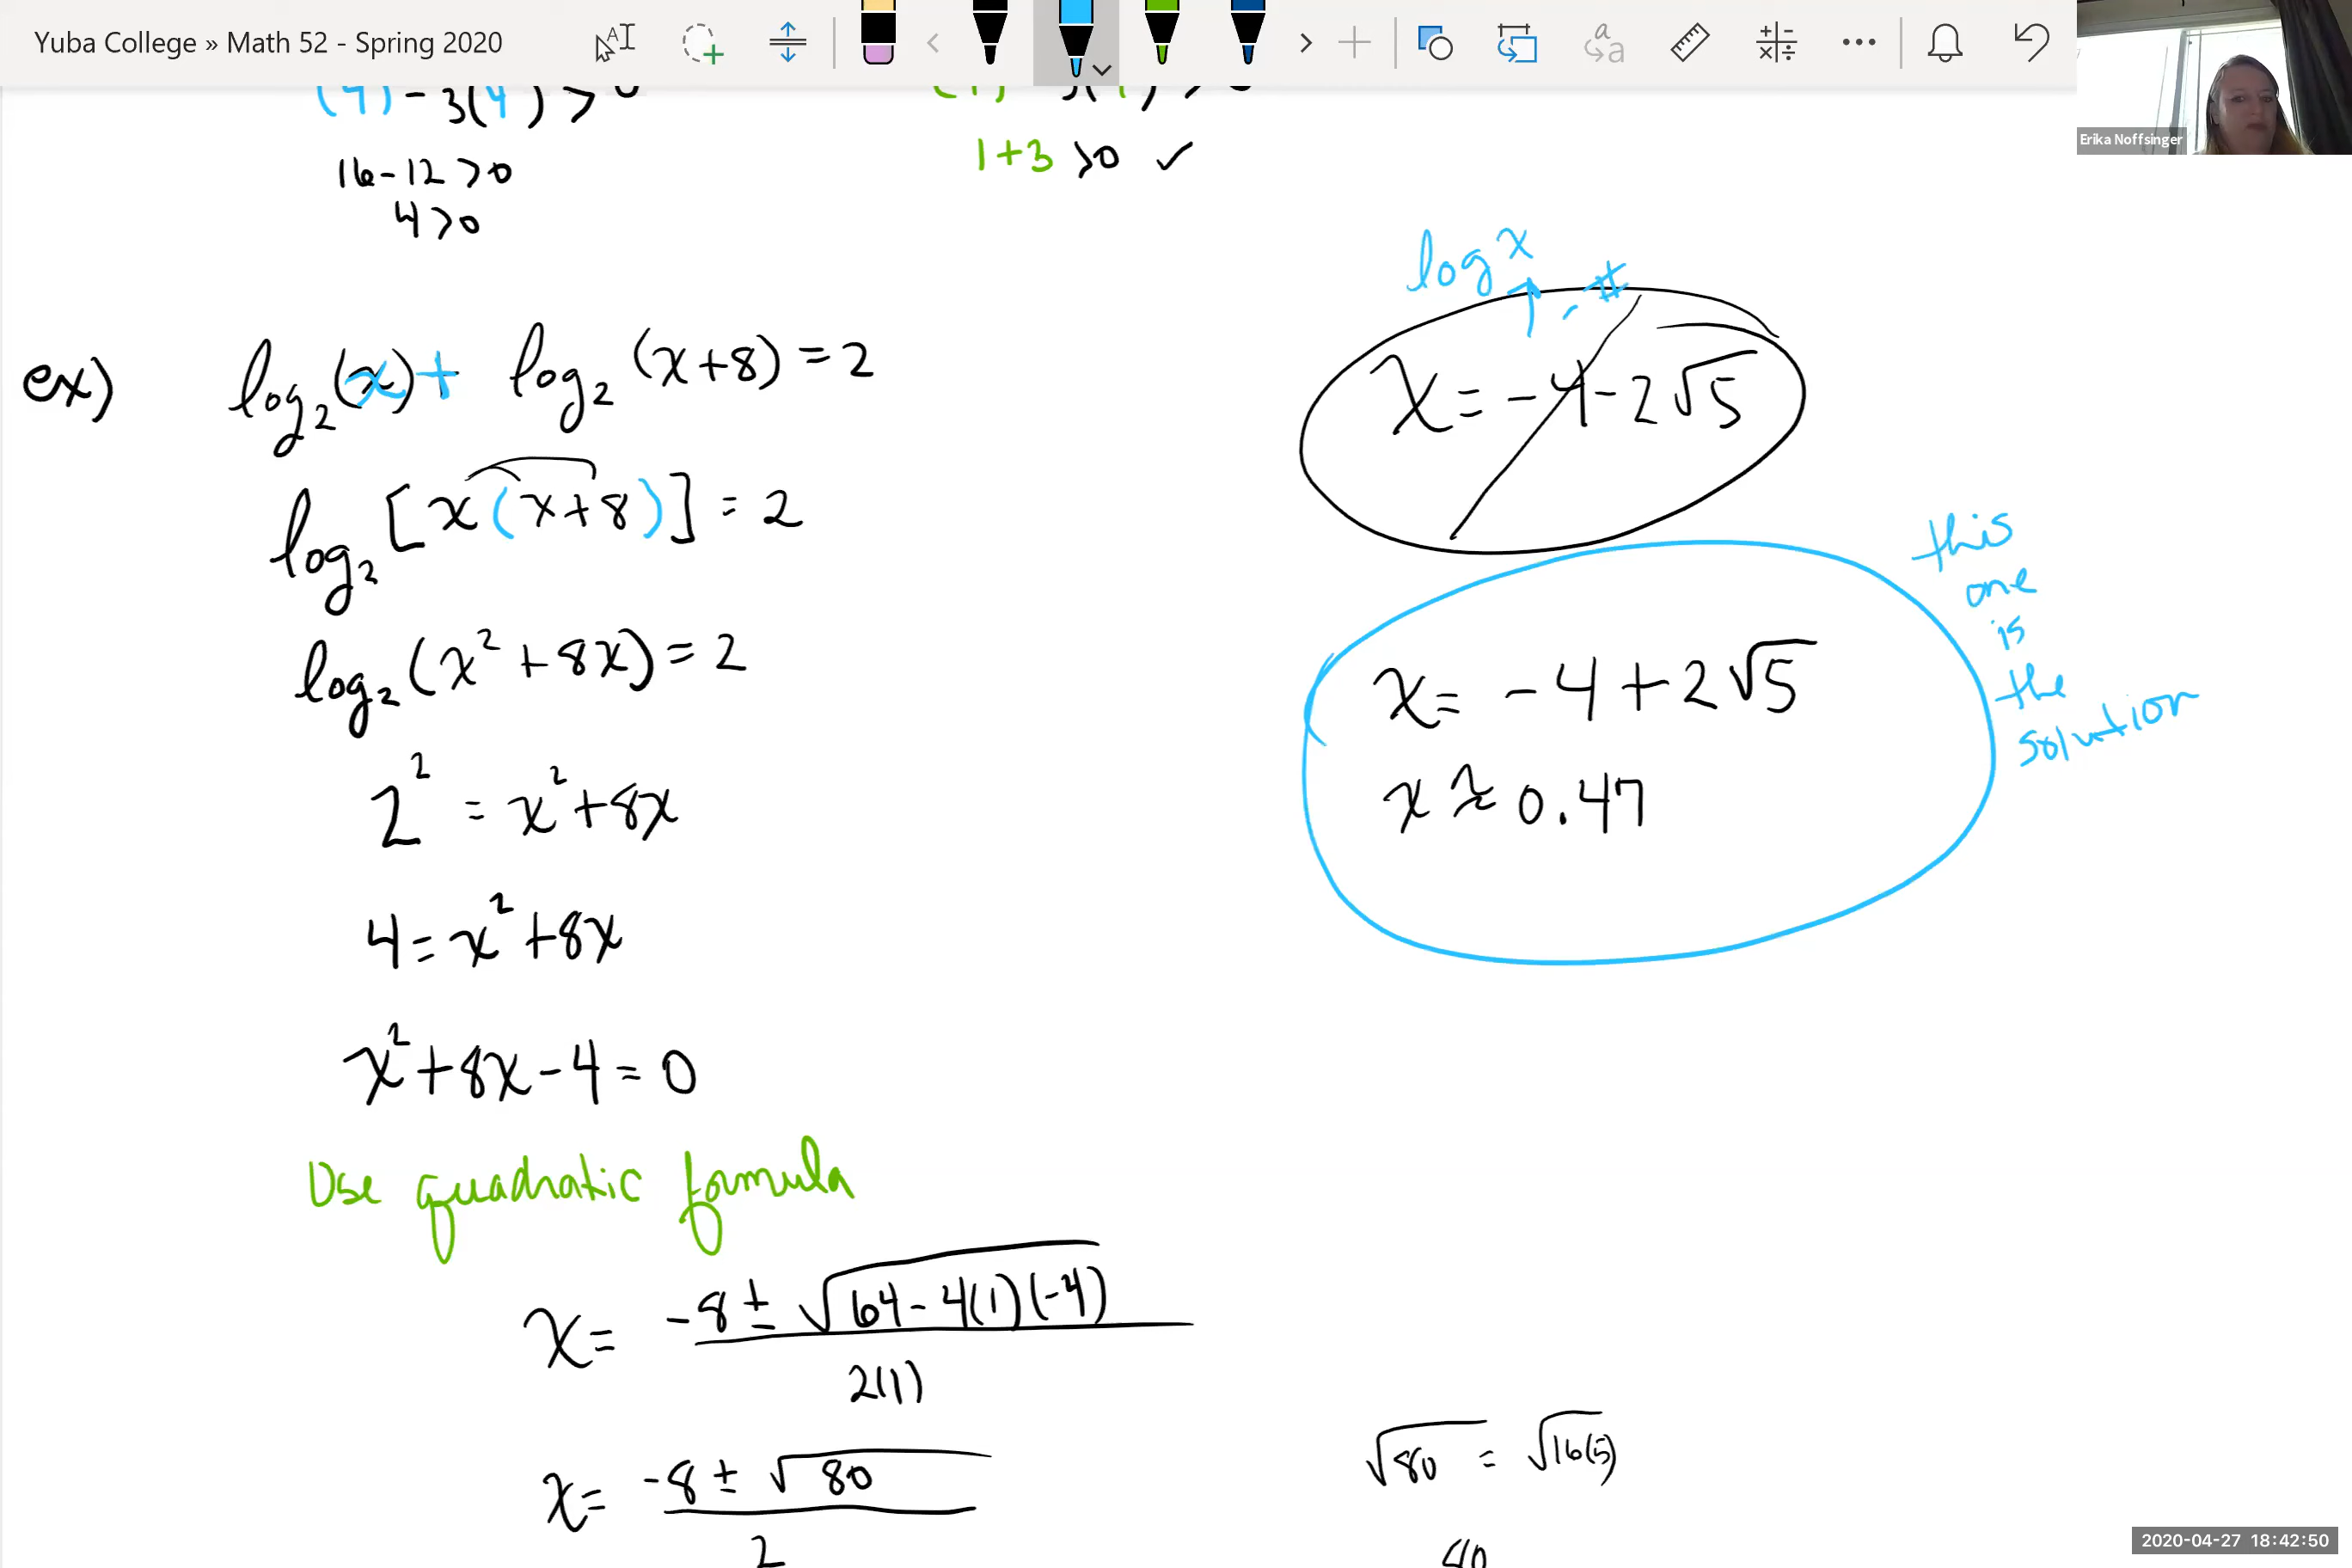 Yuba College » Math 52 - Spring 2020
Erika Noffsinger
- 3(4) > 0
16 - 12 > 0
4 > 0
1 + 3 > 0 ✓
ex) log₂(x) + log₂(x+8) = 2
log₂[x(x+8)] = 2
log₂(x² + 8x) = 2
2² = x² + 8x
4 = x² + 8x
x² + 8x - 4 = 0
Use quadratic formula
x = (-8 ± √(64 - 4(1)(-4))) / 2(1)
x = (-8 ± √80) / 2
log x
↑ - #
x = -4 - 2√5
x = -4 + 2√5
x ≈ 0.47
this
one
is
the
solution
√80 = √16(5)
2020-04-27 18:42:50